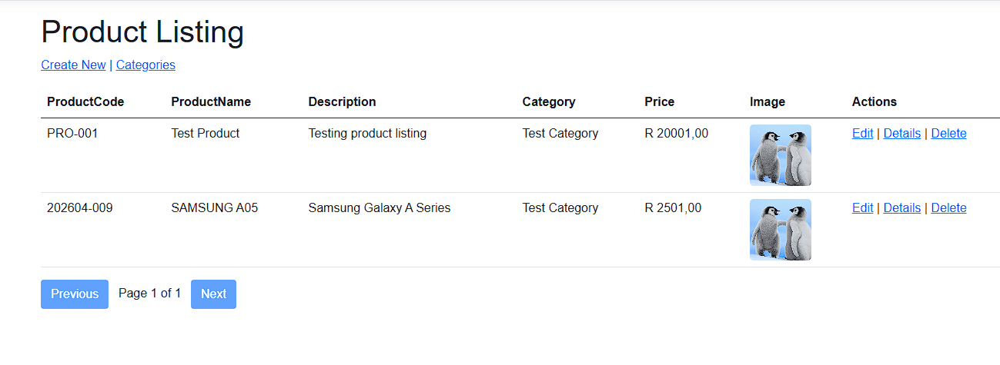 Product Listing
Create New | Categories
ProductCode ProductName Description Category Price Image Actions
PRO-001 Test Product Testing product listing Test Category R 20001,00 Edit | Details | Delete
202604-009 SAMSUNG A05 Samsung Galaxy A Series Test Category R 2501,00 Edit | Details | Delete
Previous Page 1 of 1 Next